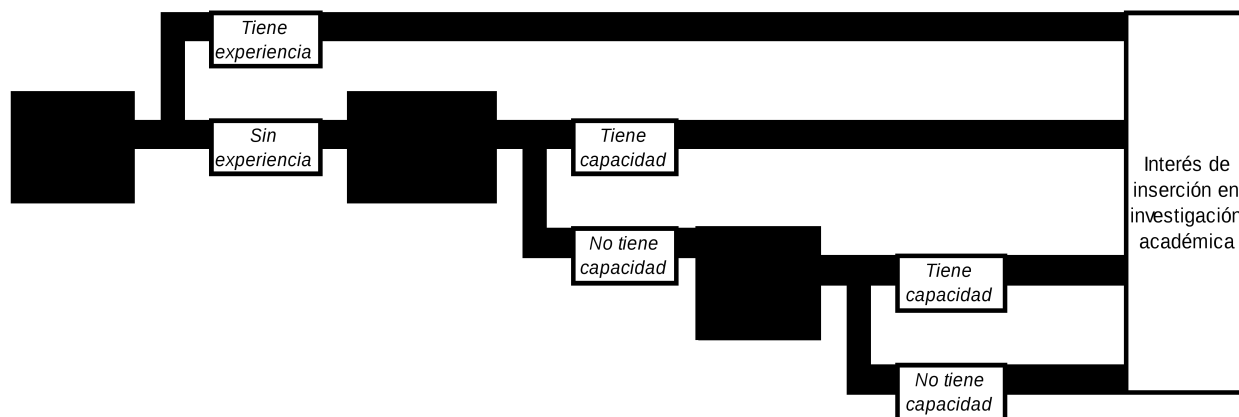 Tiene
experiencia
Sin
experiencia
Tiene
capacidad
No tiene
capacidad
Tiene
capacidad
No tiene
capacidad
Interés de
inserción en
investigación
académica